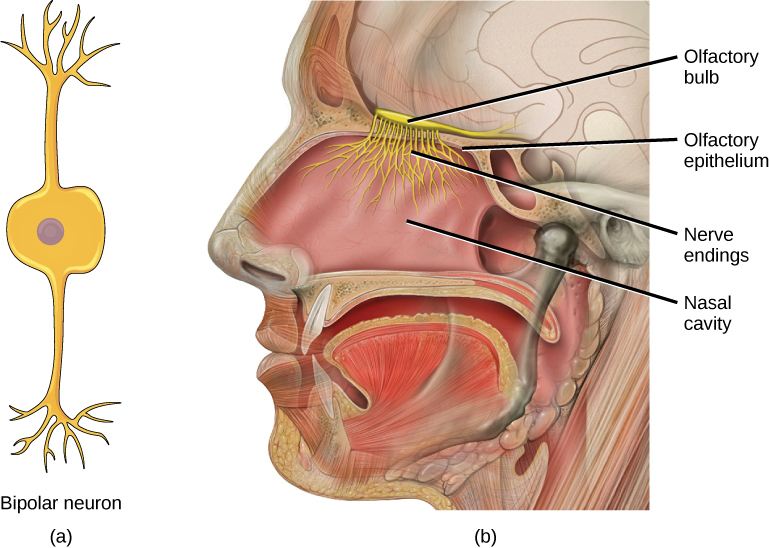 Olfactory
bulb
Olfactory
epithelium
Nerve
endings
Nasal
cavity
Bipolar neuron
(a)
(b)